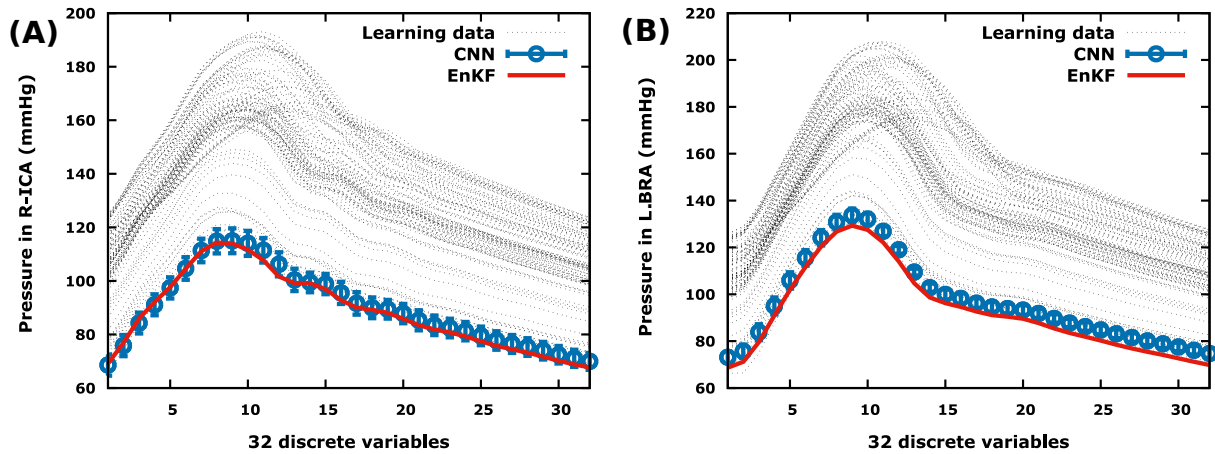 (A)
Pressure in R-ICA (mmHg)
200
180
160
140
120
100
80
60
5
10
15
20
25
30
32 discrete variables
Learning data
CNN
EnKF
(B)
Pressure in L.BRA (mmHg)
220
200
180
160
140
120
100
80
60
5
10
15
20
25
30
32 discrete variables
Learning data
CNN
EnKF